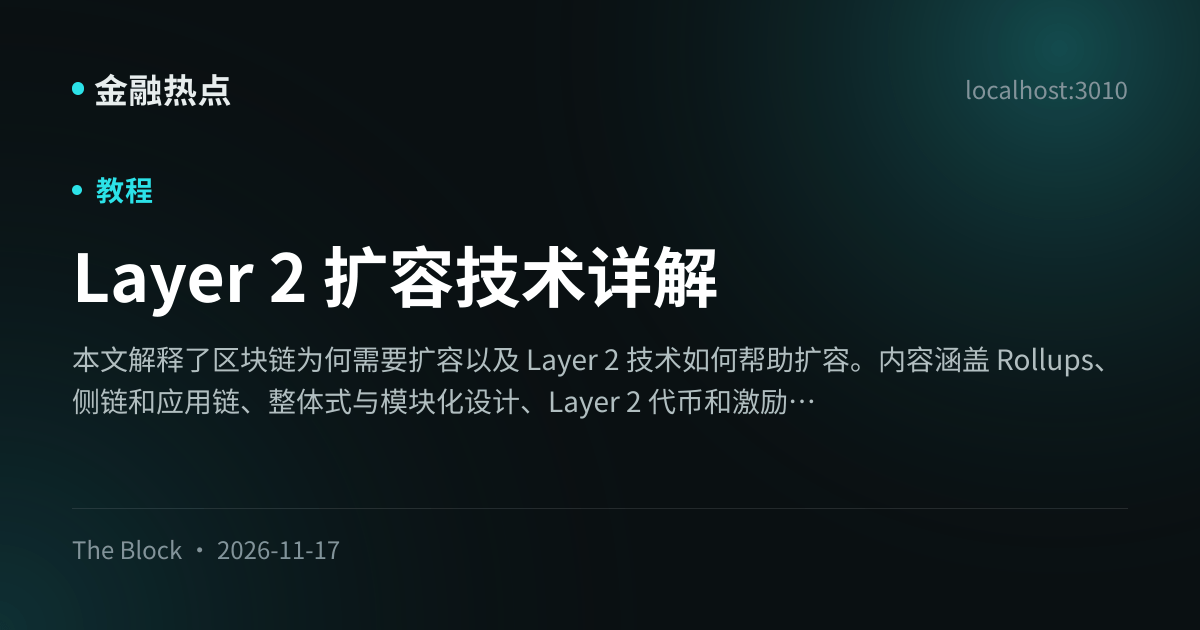 金融热点
localhost:3010
教程
Layer 2 扩容技术详解
本文解释了区块链为何需要扩容以及 Layer 2 技术如何帮助扩容。内容涵盖 Rollups、
侧链和应用链、整体式与模块化设计、Layer 2 代币和激励…
The Block • 2026-11-17